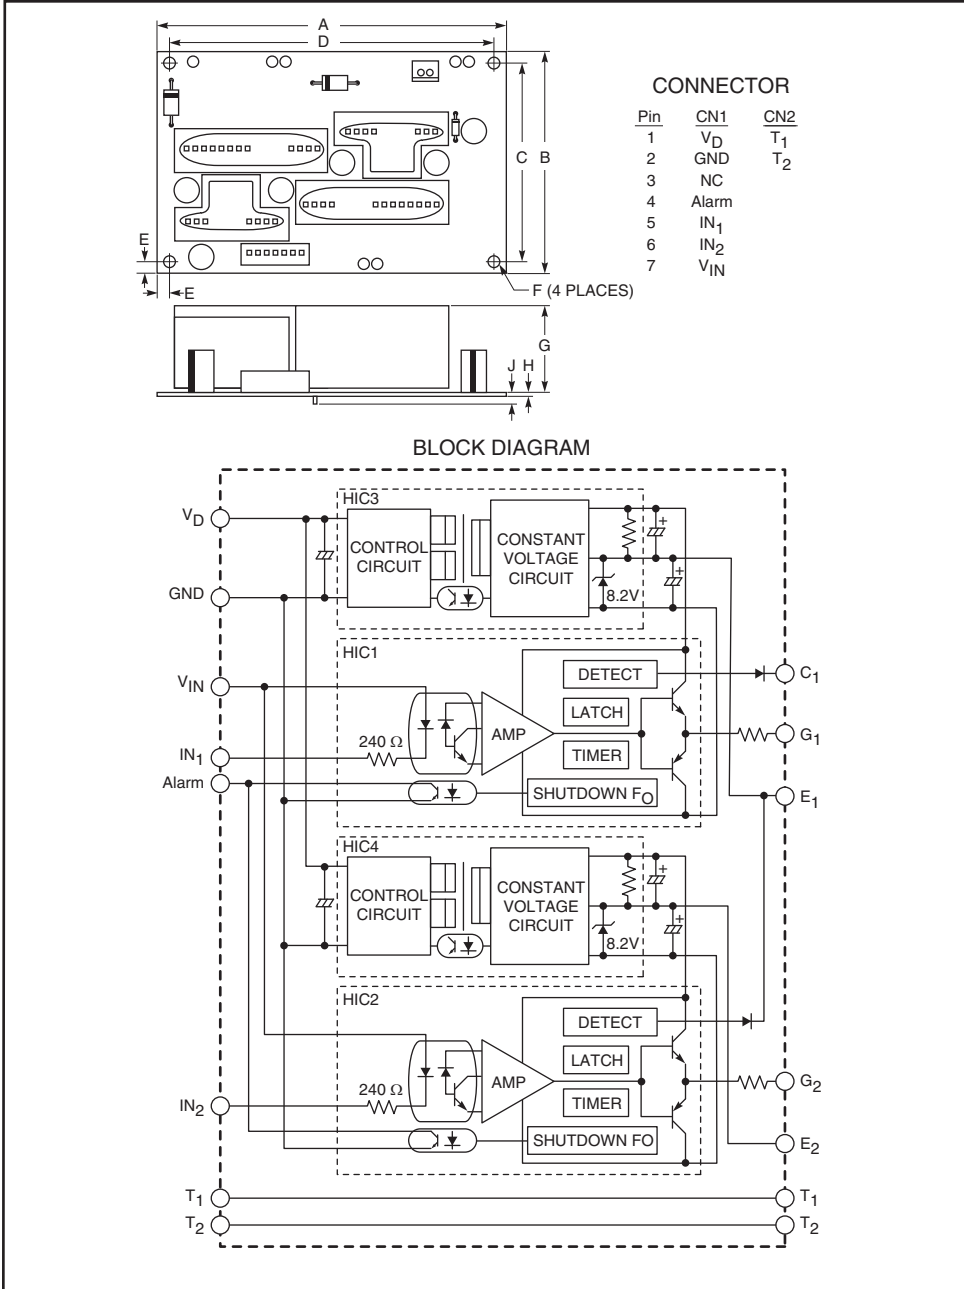 A
D
C B
E
E
F (4 PLACES)
CONNECTOR
Pin CN1 CN2
1 VD T1
2 GND T2
3 NC
4 Alarm
5 IN1
6 IN2
7 VIN
G
J H
BLOCK DIAGRAM
HIC3
VD
CONTROL CIRCUIT
CONSTANT VOLTAGE CIRCUIT
+
+
8.2V
GND
HIC1
VIN
DETECT
C1
LATCH
AMP
G1
240 Ω
IN1
TIMER
Alarm
SHUTDOWN FO
E1
HIC4
CONTROL CIRCUIT
CONSTANT VOLTAGE CIRCUIT
+
+
8.2V
HIC2
DETECT
LATCH
AMP
G2
240 Ω
IN2
TIMER
SHUTDOWN FO
E2
T1 T1
T2 T2